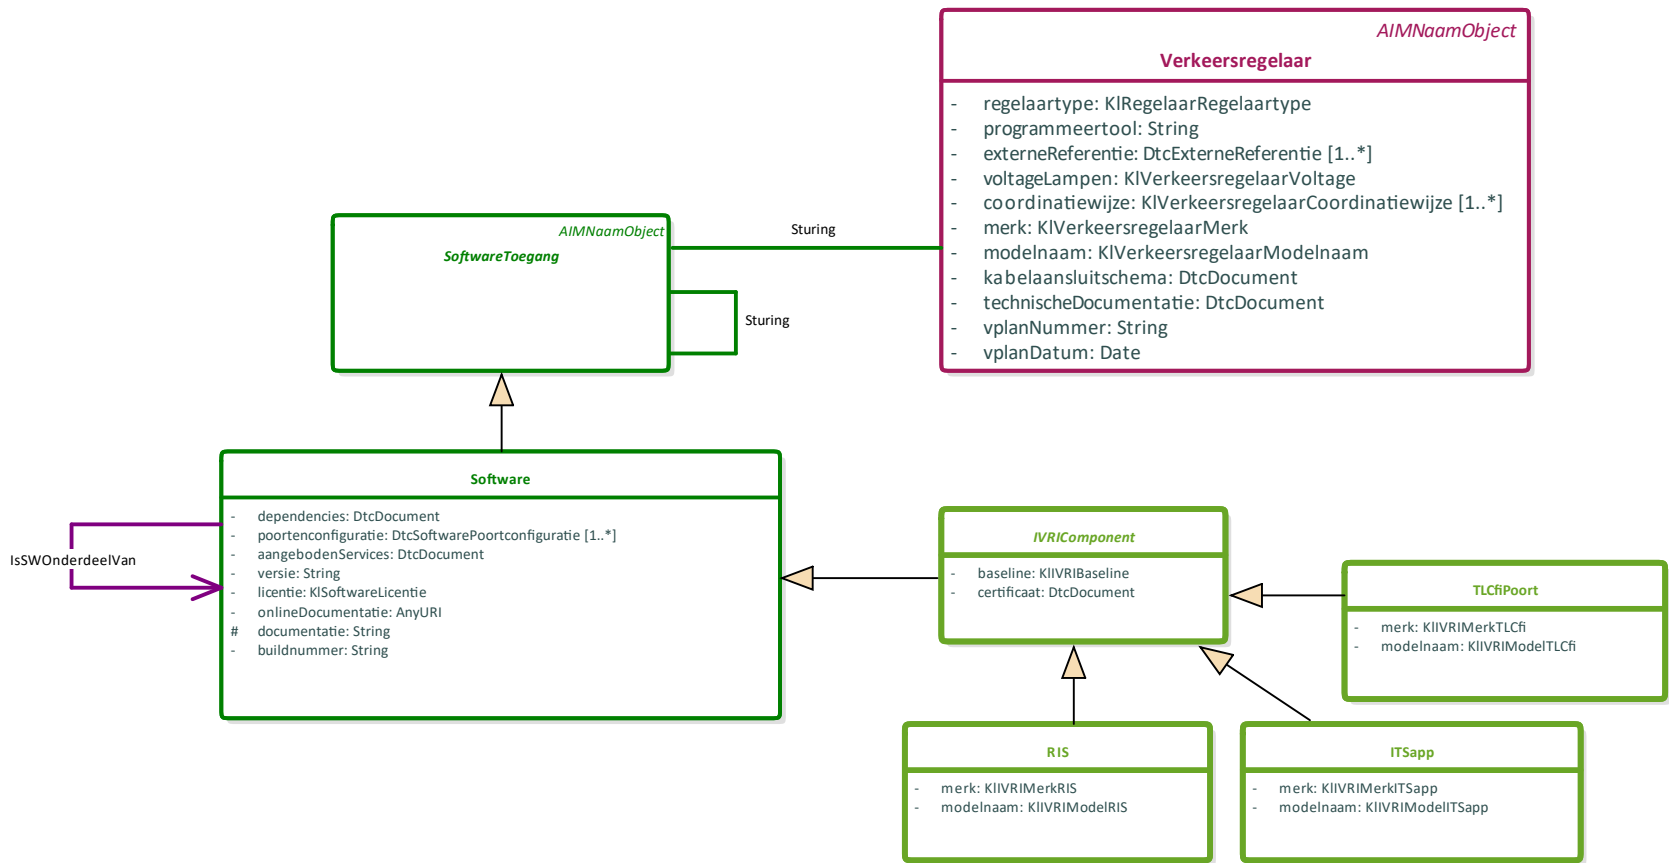 AIMNaamObject
Verkeersregelaar
- regelaartype: KlRegelaarRegelaartype
- programmeertool: String
- externeReferentie: DtcExterneReferentie [1..*]
- voltageLampen: KlVerkeersregelaarVoltage
- coordinatiewijze: KlVerkeersregelaarCoordinatiewijze [1..*]
- merk: KlVerkeersregelaarMerk
- modelnaam: KlVerkeersregelaarModelnaam
- kabelaansluitschema: DtcDocument
- technischeDocumentatie: DtcDocument
- vplanNummer: String
- vplanDatum: Date
AIMNaamObject
SoftwareToegang
Sturing
Sturing
Software
- dependencies: DtcDocument
- poortenconfiguratie: DtcSoftwarePoortconfiguratie [1..*]
- aangebodenServices: DtcDocument
- versie: String
- licentie: KlSoftwareLicentie
- onlineDocumentatie: AnyURI
# documentatie: String
- buildnummer: String
IsSWOnderdeelVan
IVRIComponent
- baseline: KlIVRIBaseline
- certificaat: DtcDocument
TLCfiPoort
- merk: KlIVRIMerkTLCfi
- modelnaam: KlIVRIModelTLCfi
RIS
- merk: KlIVRIMerkRIS
- modelnaam: KlIVRIModelRIS
ITSapp
- merk: KlIVRIMerkITSapp
- modelnaam: KlIVRIModelITSapp